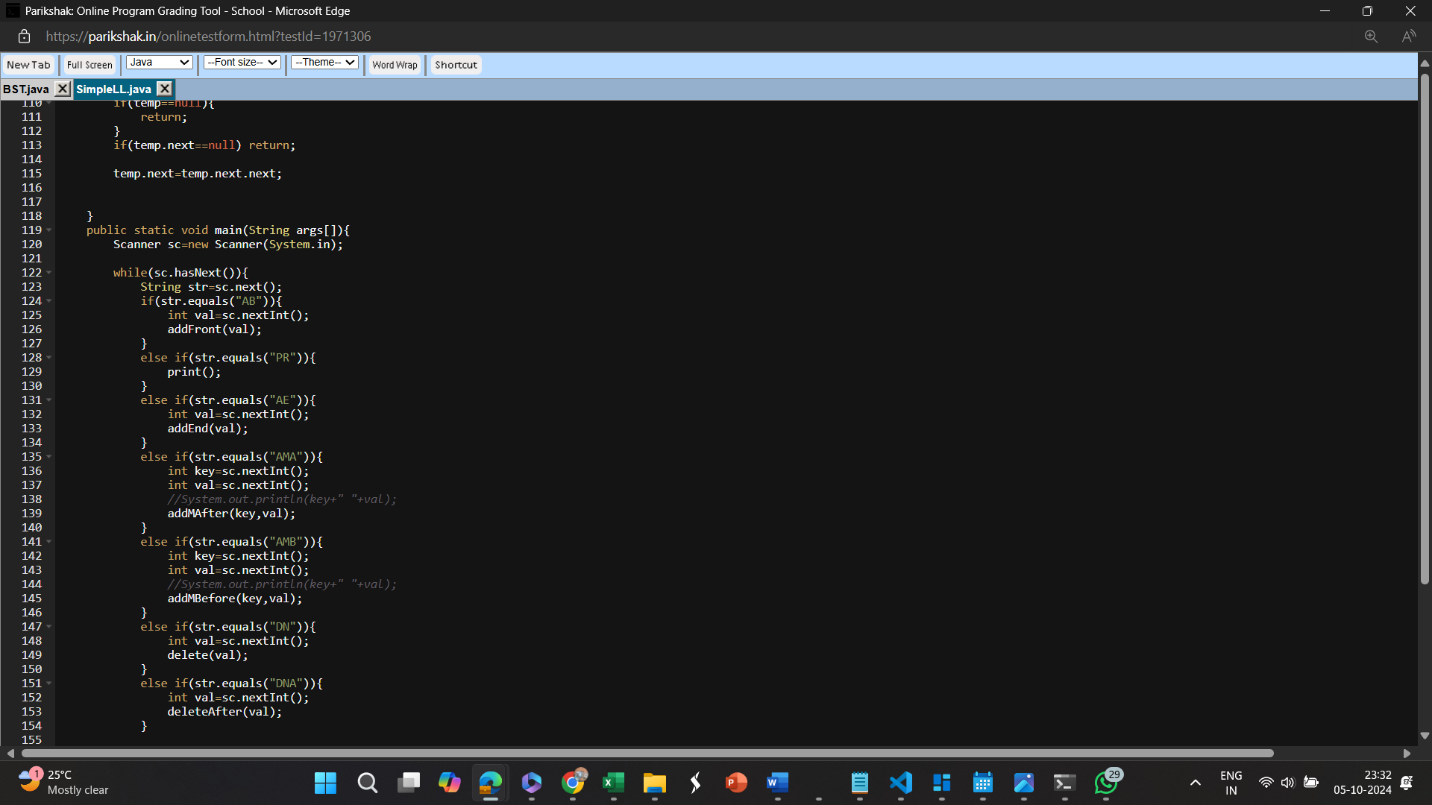 Parikshak: Online Program Grading Tool - School - Microsoft Edge
https://parikshak.in/onlinetestform.html?testId=1971306
New Tab Full Screen Java --Font size-- --Theme-- Word Wrap Shortcut
BST.java X SimpleLL.java X
110 if(temp==null){
111 return;
112 }
113 if(temp.next==null) return;
114
115 temp.next=temp.next.next;
116
117
118 }
119 public static void main(String args[]){
120 Scanner sc=new Scanner(System.in);
121
122 while(sc.hasNext()){
123 String str=sc.next();
124 if(str.equals("AB")){
125 int val=sc.nextInt();
126 addFront(val);
127 }
128 else if(str.equals("PR")){
129 print();
130 }
131 else if(str.equals("AE")){
132 int val=sc.nextInt();
133 addEnd(val);
134 }
135 else if(str.equals("AMA")){
136 int key=sc.nextInt();
137 int val=sc.nextInt();
138 //System.out.println(key+" "+val);
139 addMAfter(key,val);
140 }
141 else if(str.equals("AMB")){
142 int key=sc.nextInt();
143 int val=sc.nextInt();
144 //System.out.println(key+" "+val);
145 addMBefore(key,val);
146 }
147 else if(str.equals("DN")){
148 int val=sc.nextInt();
149 delete(val);
150 }
151 else if(str.equals("DNA")){
152 int val=sc.nextInt();
153 deleteAfter(val);
154 }
155
1 25°C
Mostly clear
29
ENG
IN
23:32
05-10-2024